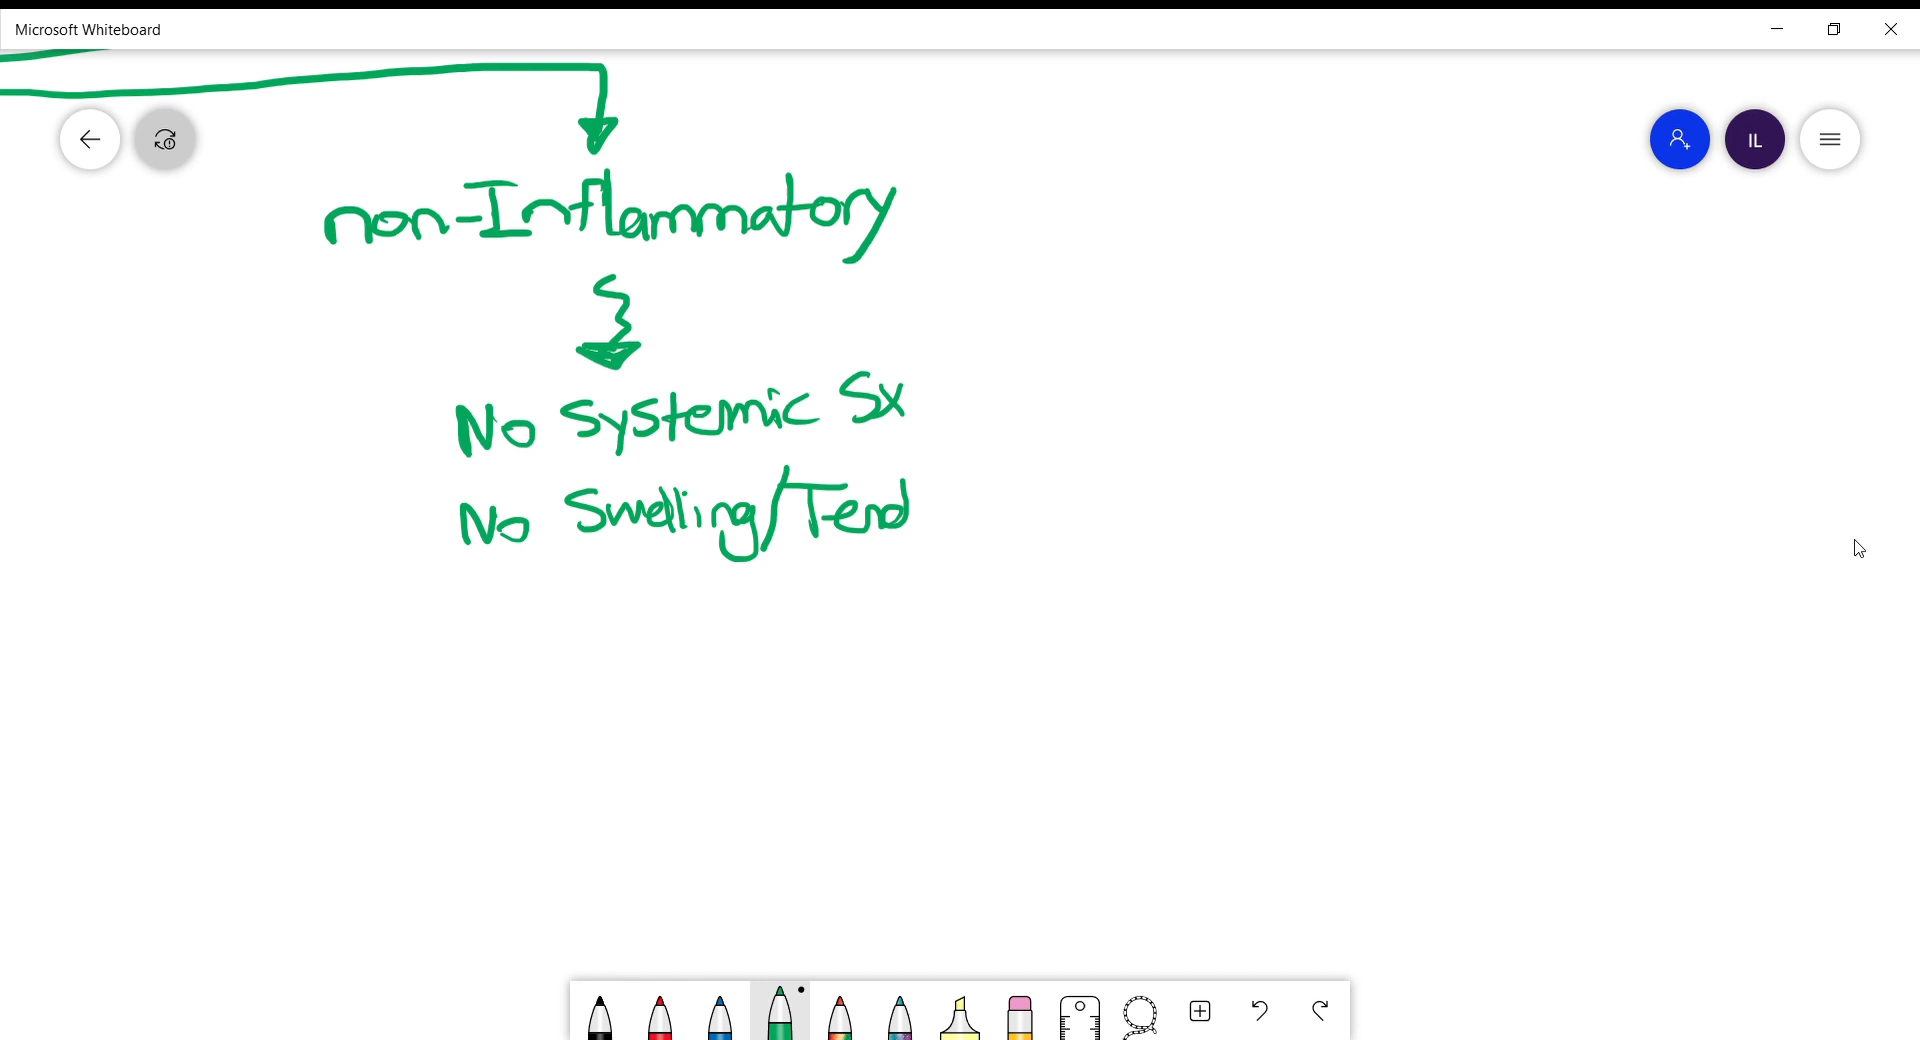 Microsoft Whiteboard
IL
non-Inflammatory
No Systemic Sx
No Swelling/Tend